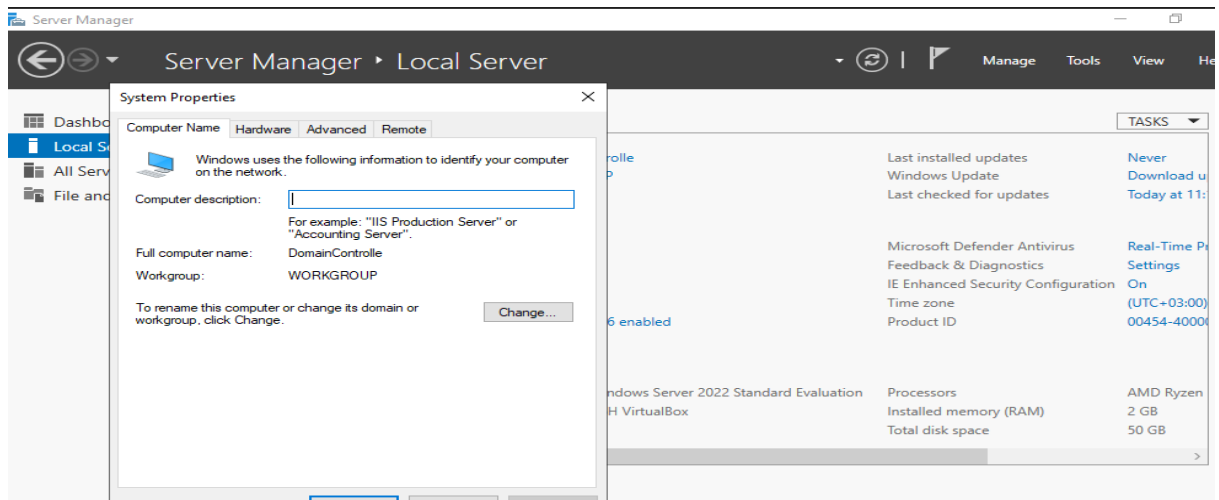 Server Manager
Server Manager ‣ Local Server
Manage Tools View He
System Properties
Computer Name Hardware Advanced Remote
Windows uses the following information to identify your computer
on the network.
Computer description:
For example: "IIS Production Server" or
"Accounting Server".
Full computer name: DomainControlle
Workgroup: WORKGROUP
To rename this computer or change its domain or
workgroup, click Change.
Change...
Dashbo
Local Se
All Serv
File and
TASKS
rolle
P
Last installed updates Never
Windows Update Download u
Last checked for updates Today at 11:
Microsoft Defender Antivirus Real-Time Pr
Feedback & Diagnostics Settings
IE Enhanced Security Configuration On
Time zone (UTC+03:00)
6 enabled Product ID 00454-40000
ndows Server 2022 Standard Evaluation Processors AMD Ryzen
H VirtualBox Installed memory (RAM) 2 GB
Total disk space 50 GB